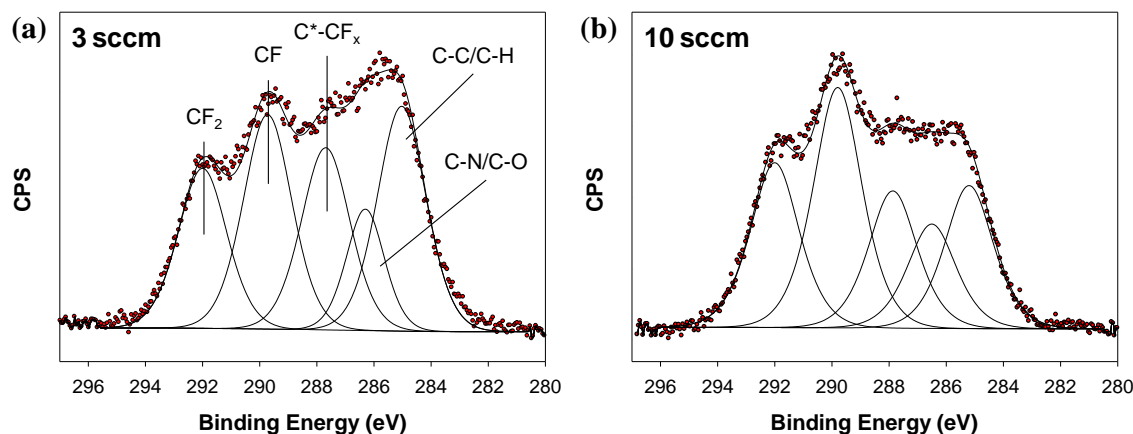 (a)
3 sccm
CF₂
CF
C*-CFₓ
C-C/C-H
C-N/C-O
CPS
296 294 292 290 288 286 284 282 280
Binding Energy (eV)
(b)
10 sccm
CPS
296 294 292 290 288 286 284 282 280
Binding Energy (eV)